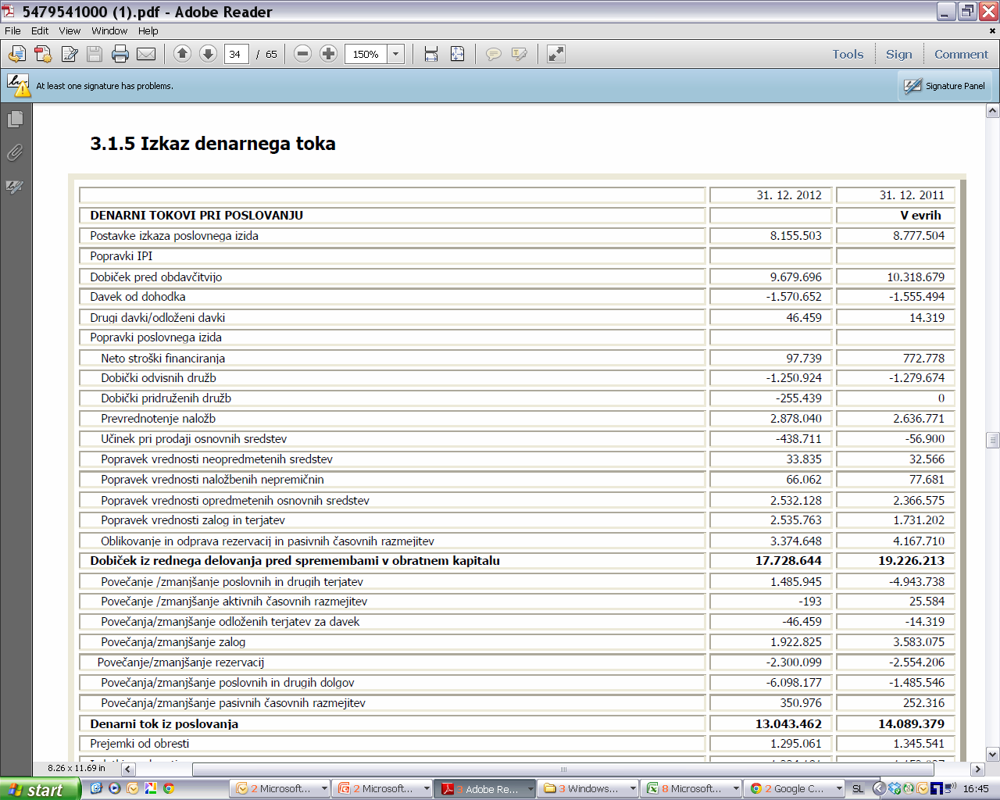 5479541000 (1).pdf - Adobe Reader
File Edit View Window Help
34 / 65 150% Tools Sign Comment
At least one signature has problems. Signature Panel
3.1.5 Izkaz denarnega toka
31. 12. 2012 31. 12. 2011
DENARNI TOKOVI PRI POSLOVANJU V evrih
Postavke izkaza poslovnega izida 8.155.503 8.777.504
Popravki IPI
Dobiček pred obdavčitvijo 9.679.696 10.318.679
Davek od dohodka -1.570.652 -1.555.494
Drugi davki/odloženi davki 46.459 14.319
Popravki poslovnega izida
Neto stroški financiranja 97.739 772.778
Dobički odvisnih družb -1.250.924 -1.279.674
Dobički pridruženih družb -255.439 0
Prevrednotenje naložb 2.878.040 2.636.771
Učinek pri prodaji osnovnih sredstev -438.711 -56.900
Popravek vrednosti neopredmetenih sredstev 33.835 32.566
Popravek vrednosti naložbenih nepremičnin 66.062 77.681
Popravek vrednosti opredmetenih osnovnih sredstev 2.532.128 2.366.575
Popravek vrednosti zalog in terjatev 2.535.763 1.731.202
Oblikovanje in odprava rezervacij in pasivnih časovnih razmejitev 3.374.648 4.167.710
Dobiček iz rednega delovanja pred spremembami v obratnem kapitalu 17.728.644 19.226.213
Povečanje /zmanjšanje poslovnih in drugih terjatev 1.485.945 -4.943.738
Povečanje /zmanjšanje aktivnih časovnih razmejitev -193 25.584
Povečanja/zmanjšanje odloženih terjatev za davek -46.459 -14.319
Povečanja/zmanjšanje zalog 1.922.825 3.583.075
Povečanje/zmanjšanje rezervacij -2.300.099 -2.554.206
Povečanja/zmanjšanje poslovnih in drugih dolgov -6.098.177 -1.485.546
Povečanja/zmanjšanje pasivnih časovnih razmejitev 350.976 252.316
Denarni tok iz poslovanja 13.043.462 14.089.379
Prejemki od obresti 1.295.061 1.345.541
8.26 x 11.69 in
start 2 Microsoft... 2 Microsoft... 3 Adobe Re... 3 Windows... 8 Microsoft... 2 Google C... SL 16:45